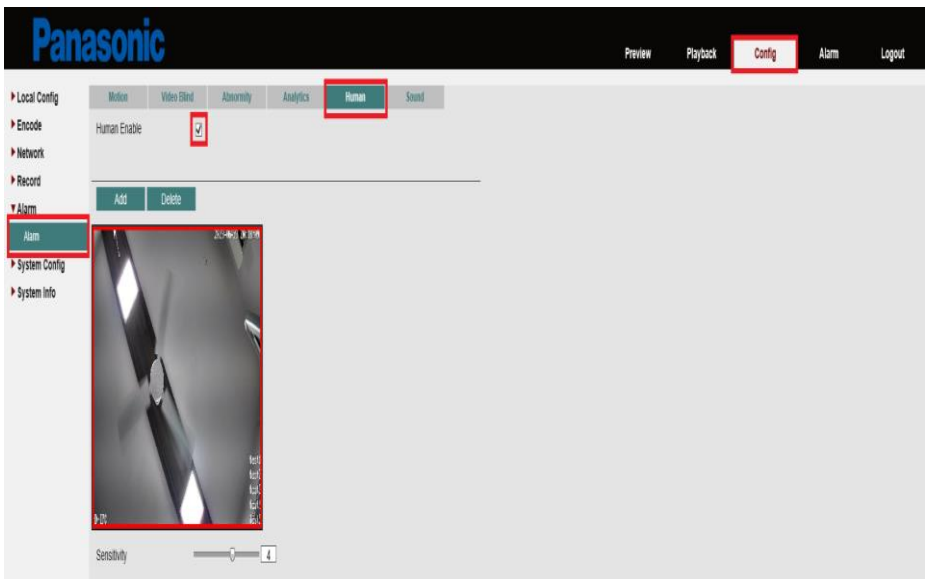 Panasonic
Preview Playback Config Alarm Logout
Local Config
Encode
Network
Record
Alarm
Alarm
System Config
System Info
Motion Video Blind Abnormity Analytics Human Sound
Human Enable
Add Delete
Sensitivity 4